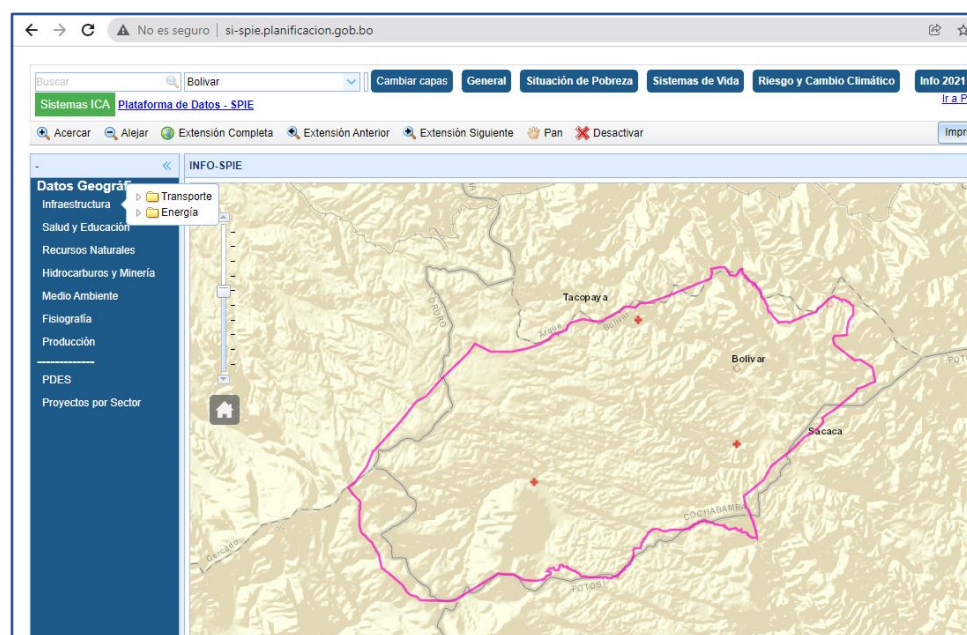 No es seguro | si-spie.planificacion.gob.bo
Buscar Bolivar Cambiar capas General Situación de Pobreza Sistemas de Vida Riesgo y Cambio Climático Info 2021
Sistemas ICA Plataforma de Datos - SPIE Ir a P
Acercar Alejar Extensión Completa Extensión Anterior Extensión Siguiente Pan Desactivar Impr
- « INFO-SPIE
Datos Geográfi
Infraestructura
Transporte
Energía
Salud y Educación
Recursos Naturales
Hidrocarburos y Minería
Medio Ambiente
Fisiografía
Producción
-------------
PDES
Proyectos por Sector
Tacopaya
ORURO
Arque
Bolivar
Bolivar
POTO
Sacaca
COCHABAMBA
Cercado
POTOSI